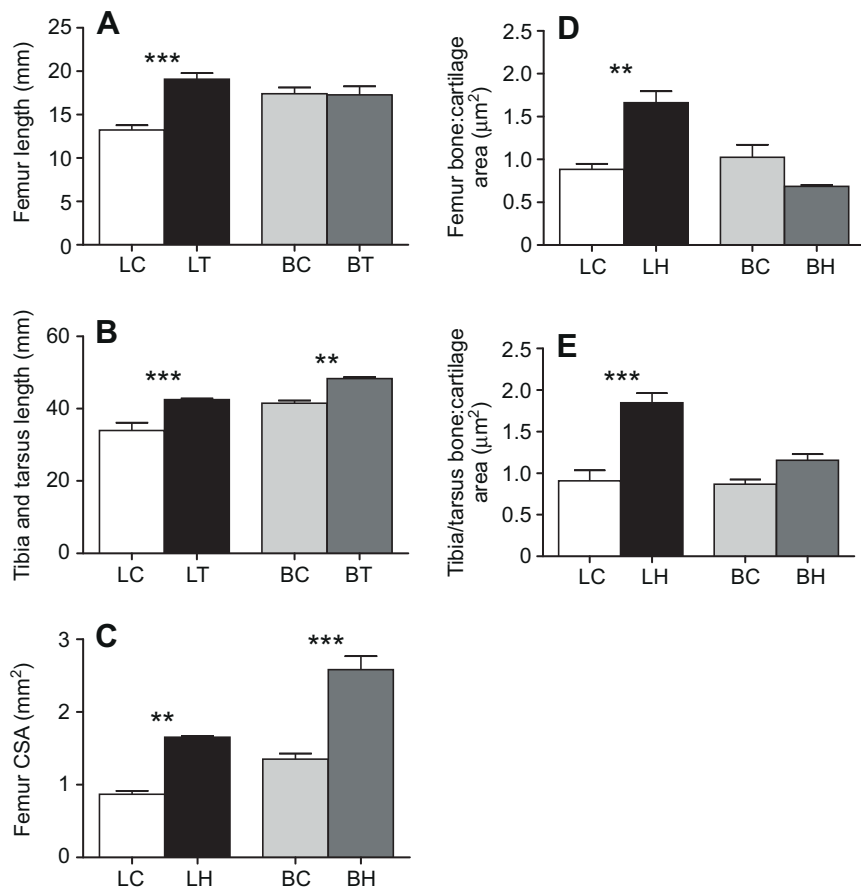 A
Femur length (mm)
25
20
15
10
5
0
***
LC LT BC BT
B
Tibia and tarsus length (mm)
60
40
20
0
***
**
LC LT BC BT
C
Femur CSA (mm²)
3
2
1
0
**
***
LC LH BC BH
D
Femur bone:cartilage
area (μm²)
2.5
2.0
1.5
1.0
0.5
0
**
LC LH BC BH
E
Tibia/tarsus bone:cartilage
area (μm²)
2.5
2.0
1.5
1.0
0.5
0
***
LC LH BC BH